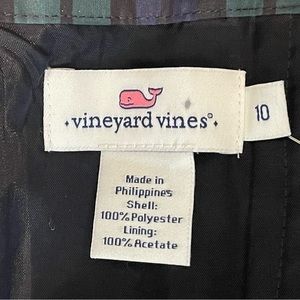 vineyard vines®
10
Made in
Philippines
Shell:
100% Polyester
Lining:
100% Acetate